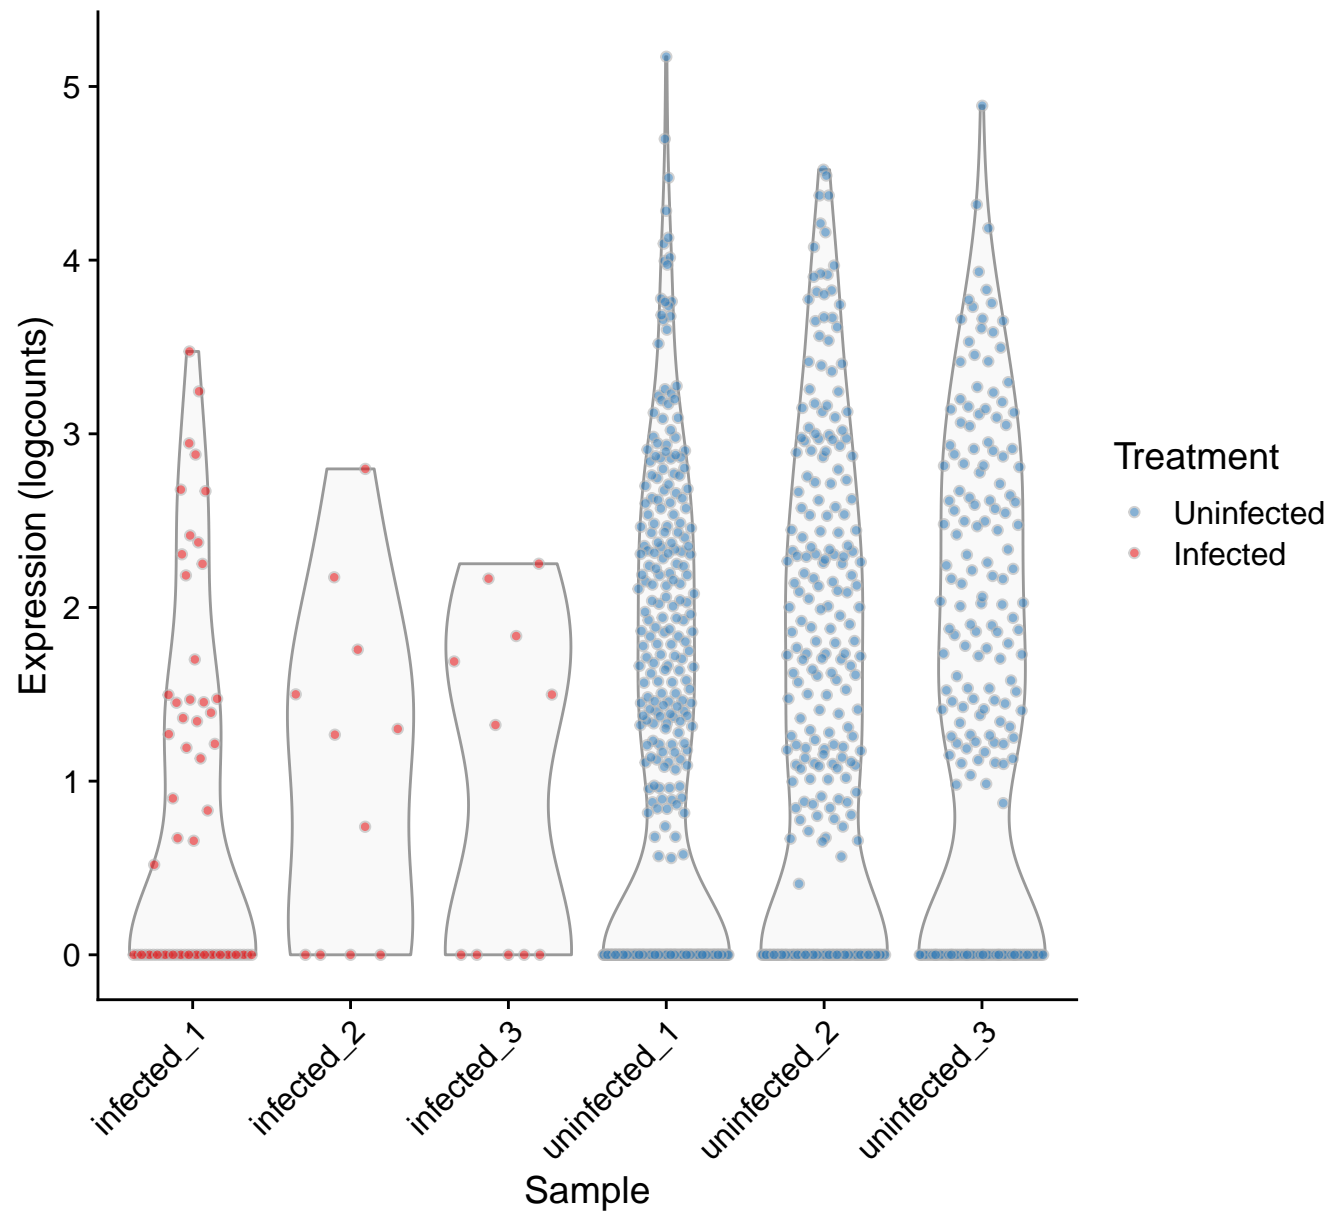 Expression (logcounts)
5
4
3
2
1
0
infected_1
infected_2
infected_3
uninfected_1
uninfected_2
uninfected_3
Sample
Treatment
Uninfected
Infected